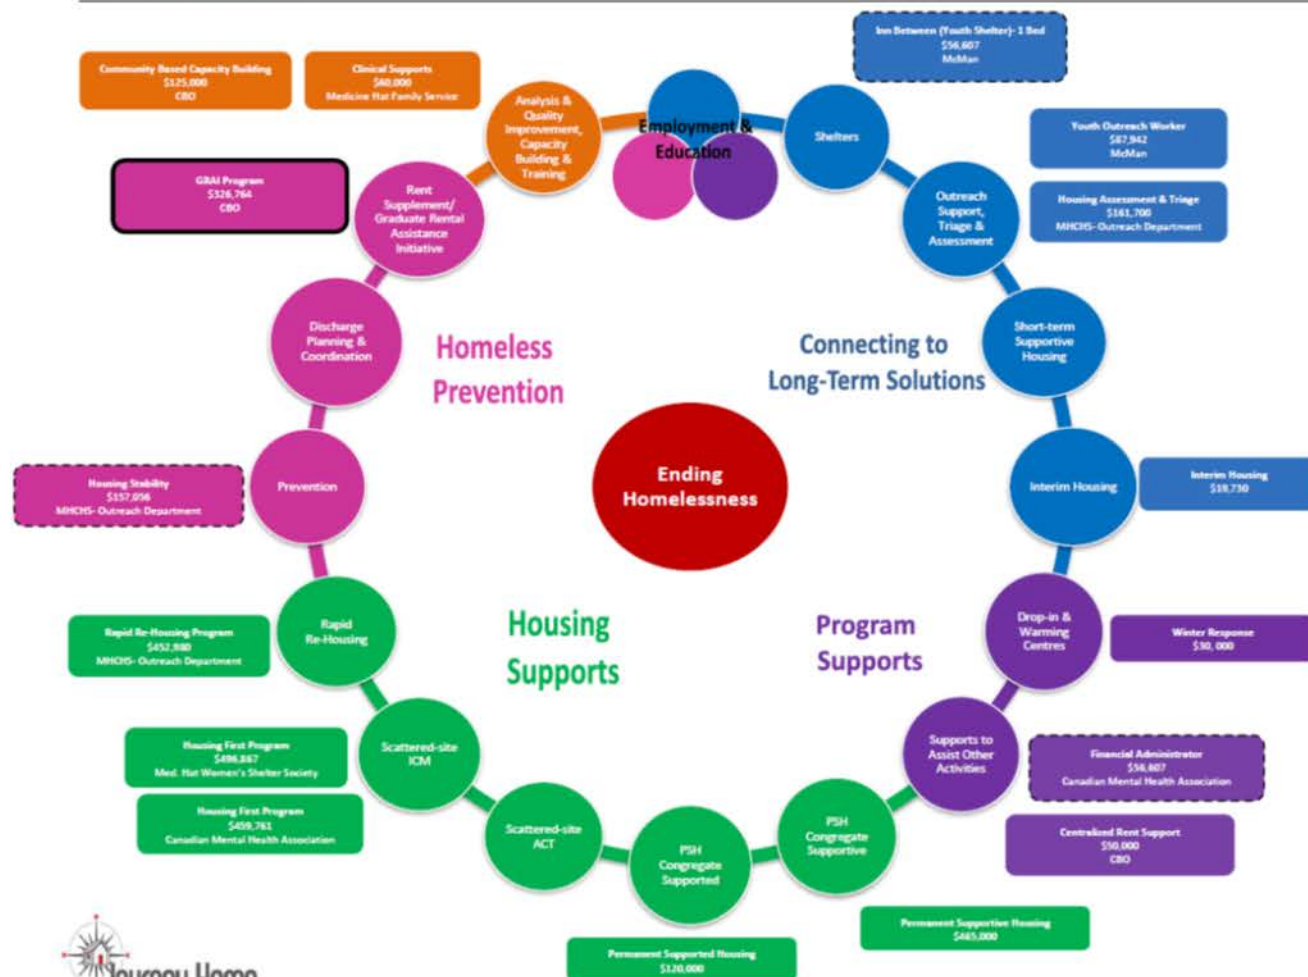 Inn Between (Youth Shelter)- 1 Bed
$56,607
McMan
Community Based Capacity Building
$125,000
CBO
Clinical Supports
$60,000
Medicine Hat Family Service
Analysis &
Quality
Improvement,
Capacity
Building &
Training
Employment &
Education
Shelters
Youth Outreach Worker
$67,942
McMan
GRAI Program
$326,764
CBO
Rent
Supplement/
Graduate Rental
Assistance
Initiative
Outreach
Support,
Triage &
Assessment
Housing Assessment & Triage
$161,700
MHCHS- Outreach Department
Discharge
Planning &
Coordination
Homeless
Prevention
Connecting to
Long-Term Solutions
Short-term
Supportive
Housing
Housing Stability
$157,056
MHCHS- Outreach Department
Prevention
Ending
Homelessness
Interim Housing
Interim Housing
$19,730
Rapid Re-Housing Program
$452,980
MHCHS- Outreach Department
Rapid
Re-Housing
Housing
Supports
Program
Supports
Drop-in &
Warming
Centres
Winter Response
$30, 000
Housing First Program
$496,867
Med. Hat Women's Shelter Society
Scattered-site
ICM
Supports to
Assist Other
Activities
Financial Administrator
$56,607
Canadian Mental Health Association
Housing First Program
$459,761
Canadian Mental Health Association
Scattered-site
ACT
PSH
Congregate
Supported
PSH
Congregate
Supportive
Centralized Rent Support
$50,000
CBO
Permanent Supportive Housing
$465,000
Permanent Supported Housing
$120,000
Journey Home